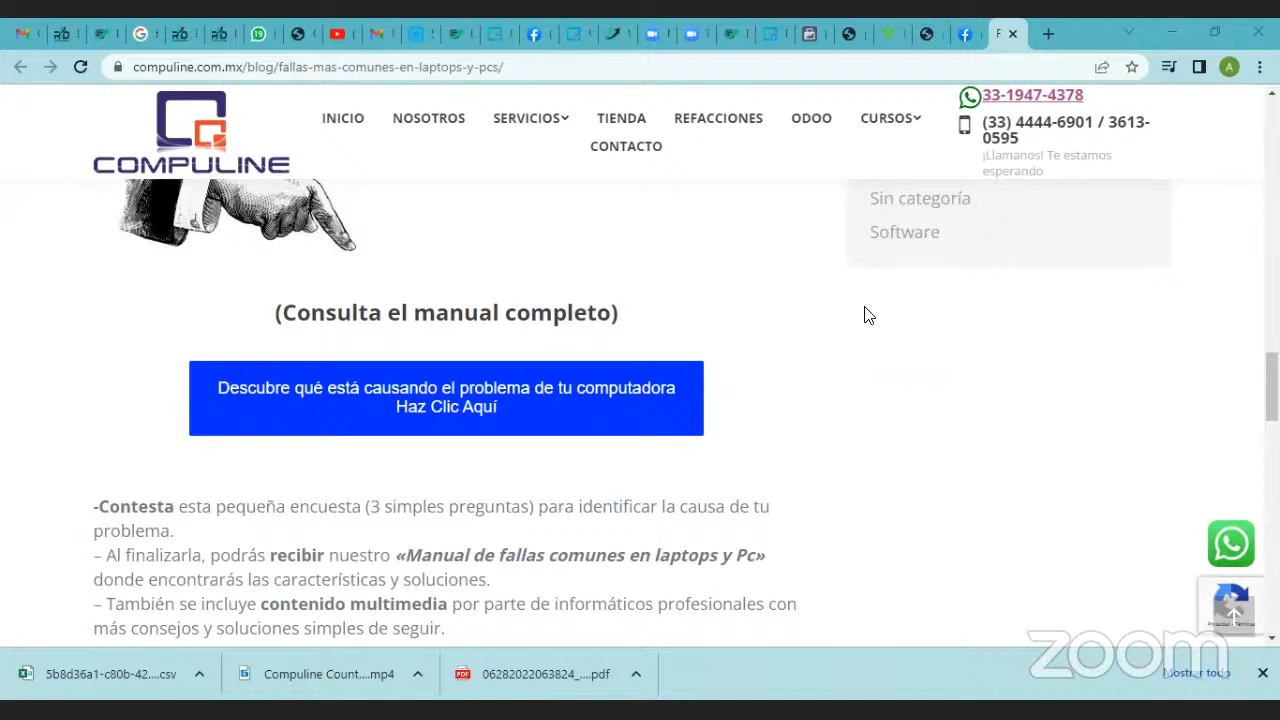 19
F
compuline.com.mx/blog/fallas-mas-comunes-en-laptops-y-pcs/
A
COMPULINE
INICIO NOSOTROS SERVICIOS TIENDA REFACCIONES ODOO CURSOS
CONTACTO
33-1947-4378
(33) 4444-6901 / 3613-
0595
¡Llamanos! Te estamos
esperando
Sin categoría
Software
(Consulta el manual completo)
Descubre qué está causando el problema de tu computadora
Haz Clic Aquí
-Contesta esta pequeña encuesta (3 simples preguntas) para identificar la causa de tu
problema.
– Al finalizarla, podrás recibir nuestro «Manual de fallas comunes en laptops y Pc»
donde encontrarás las características y soluciones.
– También se incluye contenido multimedia por parte de informáticos profesionales con
más consejos y soluciones simples de seguir.
zoom
5b8d36a1-c80b-42....csv
Compuline Count....mp4
PDF
06282022063824_....pdf
Mostrar todo